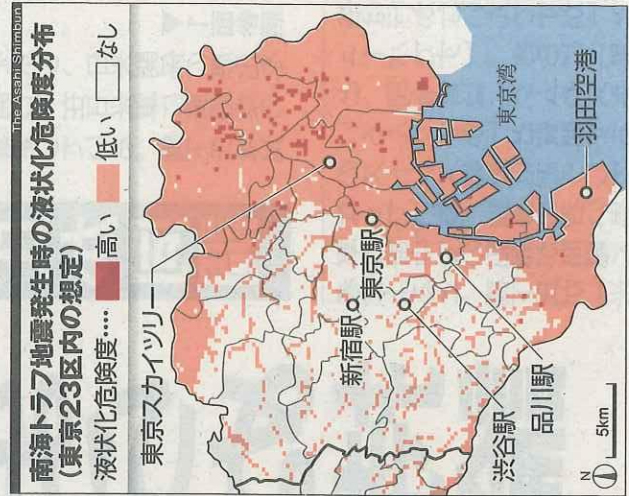 The Asahi Shimbun
南海トラフ地震発生時の液状化危険度分布
(東京23区内の想定)
液状化危険度…… 高い 低い なし
東京スカイツリー
新宿駅
東京駅
渋谷駅
品川駅
東京湾
羽田空港
N
5km